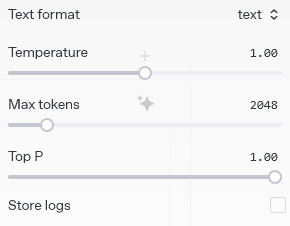 Text format text
Temperature 1.00
Max tokens 2048
Top P 1.00
Store logs